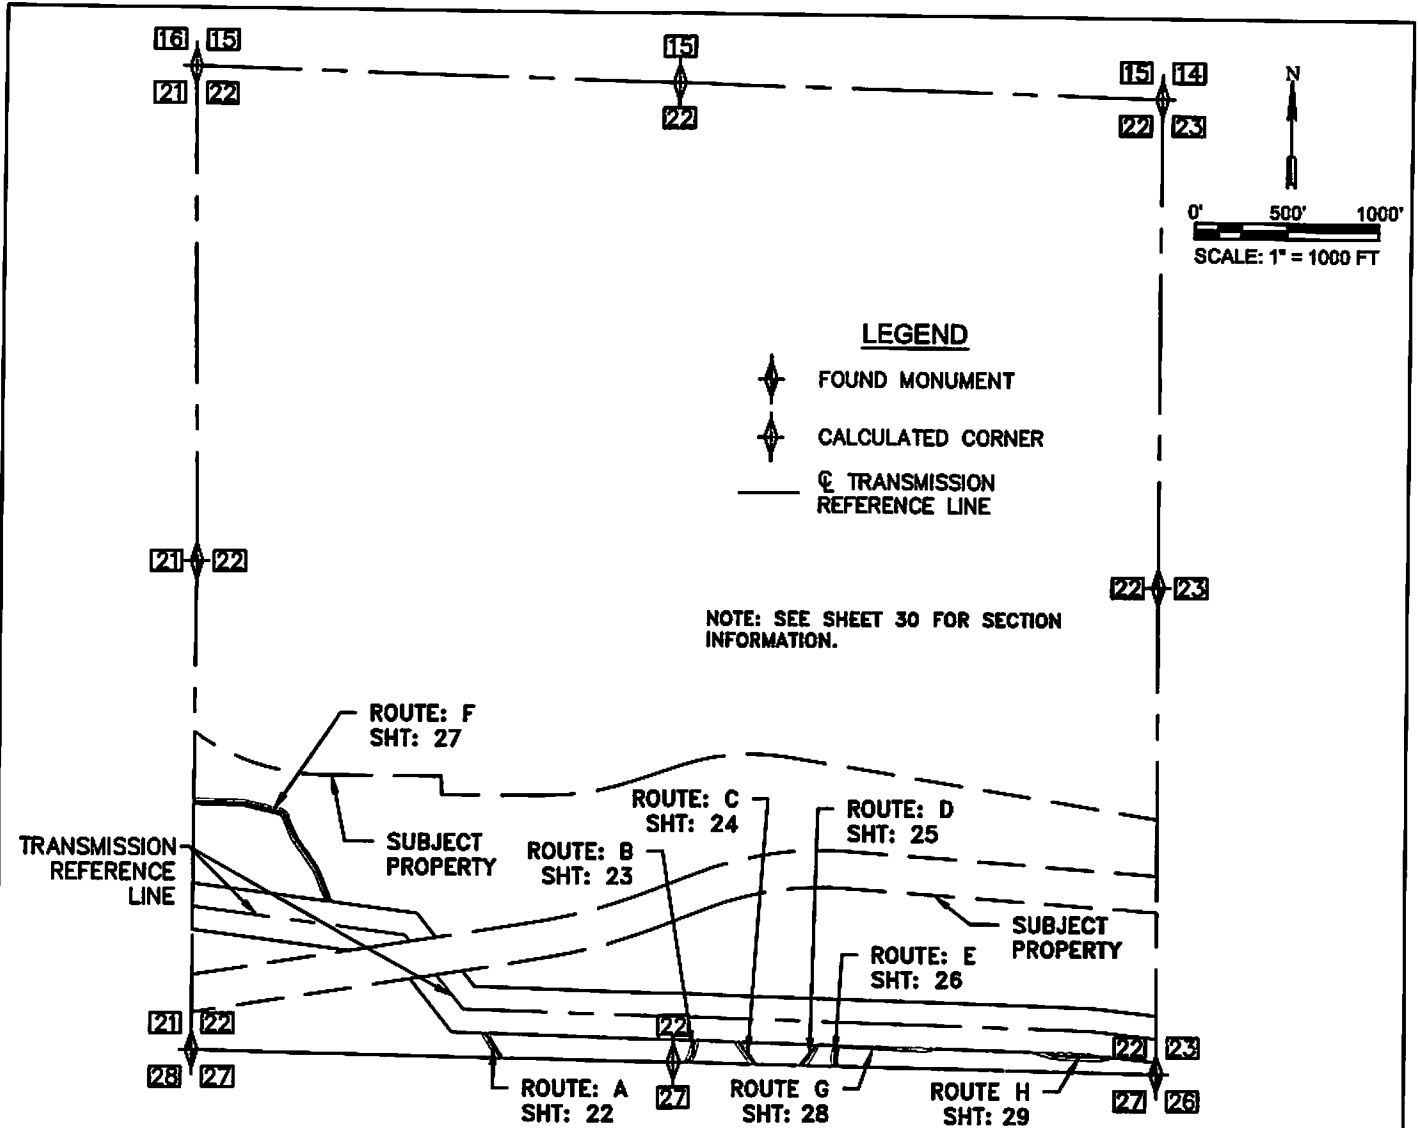 16 15
15
15 14
21 22
22
22 23
N
0' 500' 1000'
SCALE: 1" = 1000 FT
LEGEND
FOUND MONUMENT
CALCULATED CORNER
℄ TRANSMISSION
REFERENCE LINE
21 22
22 23
NOTE: SEE SHEET 30 FOR SECTION
INFORMATION.
ROUTE: F
SHT: 27
ROUTE: C
SHT: 24
ROUTE: D
SHT: 25
SUBJECT
PROPERTY
TRANSMISSION
REFERENCE
LINE
ROUTE: B
SHT: 23
SUBJECT
PROPERTY
ROUTE: E
SHT: 26
21 22
22
22 23
28 27
27
27 26
ROUTE: A
SHT: 22
ROUTE G
SHT: 28
ROUTE H
SHT: 29